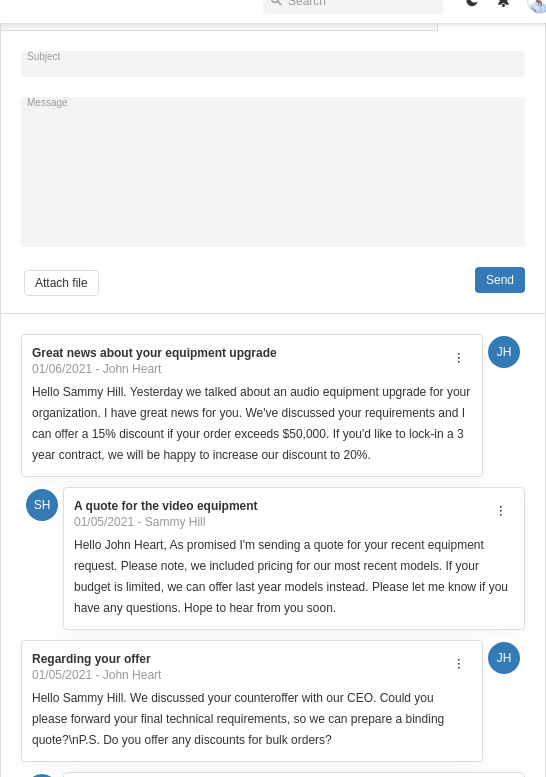 Search
Subject
Message
Attach file
Send
Great news about your equipment upgrade
01/06/2021 - John Heart
JH
Hello Sammy Hill. Yesterday we talked about an audio equipment upgrade for your
organization. I have great news for you. We've discussed your requirements and I
can offer a 15% discount if your order exceeds $50,000. If you'd like to lock-in a 3
year contract, we will be happy to increase our discount to 20%.
SH
A quote for the video equipment
01/05/2021 - Sammy Hill
Hello John Heart, As promised I'm sending a quote for your recent equipment
request. Please note, we included pricing for our most recent models. If your
budget is limited, we can offer last year models instead. Please let me know if you
have any questions. Hope to hear from you soon.
Regarding your offer
01/05/2021 - John Heart
JH
Hello Sammy Hill. We discussed your counteroffer with our CEO. Could you
please forward your final technical requirements, so we can prepare a binding
quote?\nP.S. Do you offer any discounts for bulk orders?